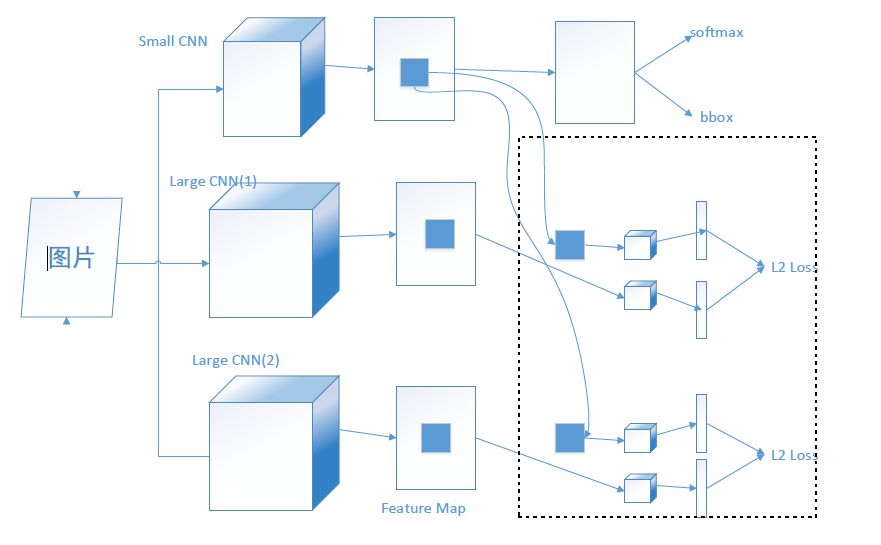 Small CNN
softmax
bbox
Large CNN(1)
图片
L2 Loss
Large CNN(2)
L2 Loss
Feature Map